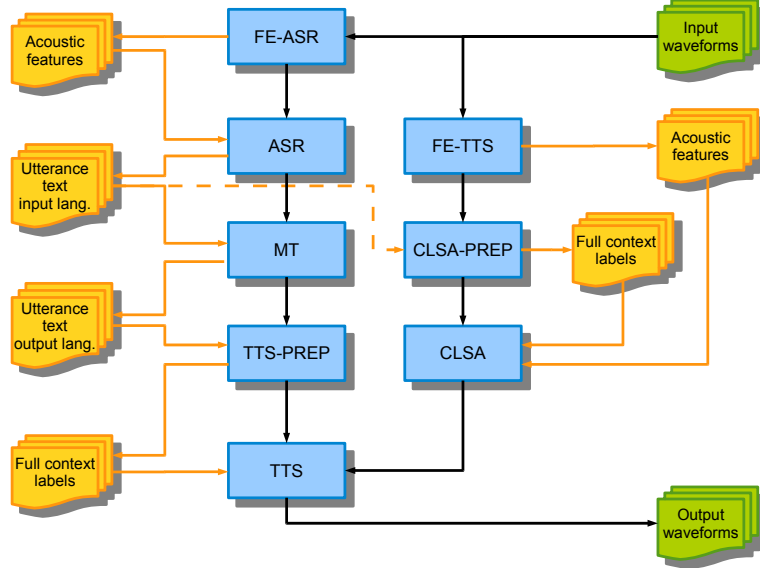 Acoustic
features
FE-ASR
Input
waveforms
ASR
FE-TTS
Acoustic
features
Utterance
text
input lang.
MT
CLSA-PREP
Full context
labels
Utterance
text
output lang.
TTS-PREP
CLSA
Full context
labels
TTS
Output
waveforms